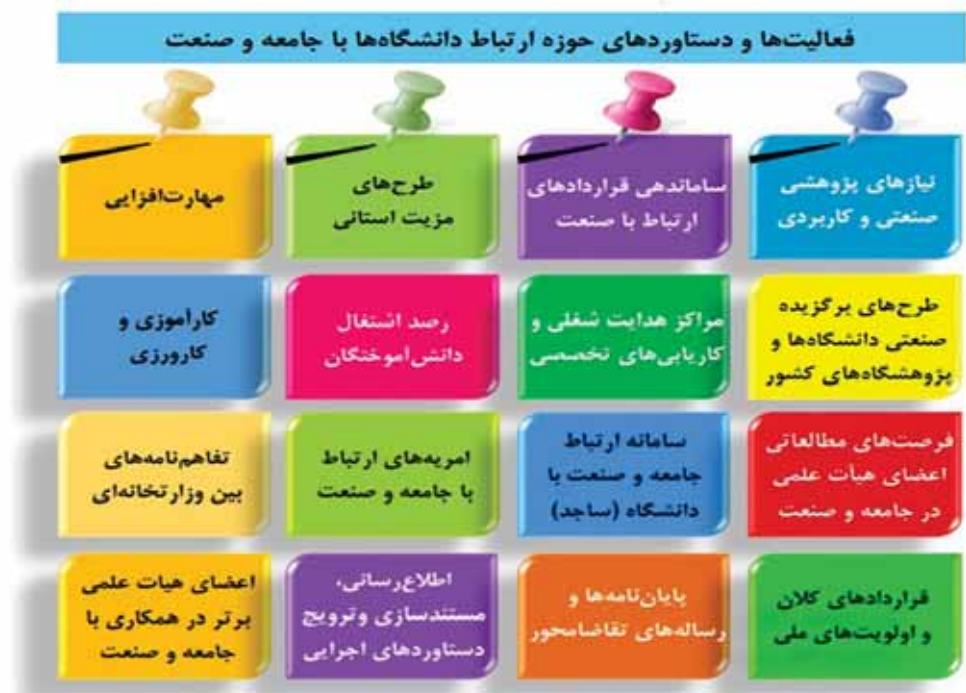 فعالیت‌ها و دستاوردهای حوزه ارتباط دانشگاه‌ها با جامعه و صنعت
نیازهای پژوهشی
صنعتی و کاربردی
ساماندهی قراردادهای
ارتباط با صنعت
طرح‌های
مزیت استانی
مهارت‌افزایی
طرح‌های برگزیده
صنعتی دانشگاه‌ها و
پژوهشگاه‌های کشور
مراکز هدایت شغلی و
کاریابی‌های تخصصی
رصد اشتغال
دانش‌آموختگان
کارآموزی و
کارورزی
فرصت‌های مطالعاتی
اعضای هیأت علمی
در جامعه و صنعت
سامانه ارتباط
جامعه و صنعت با
دانشگاه (ساجد)
امریه‌های ارتباط
با جامعه و صنعت
تفاهم‌نامه‌های
بین وزارتخانه‌ای
قراردادهای کلان
و اولویت‌های ملی
پایان‌نامه‌ها و
رساله‌های تقاضامحور
اطلاع‌رسانی،
مستندسازی وترویج
دستاوردهای اجرایی
اعضای هیات علمی
برتر در همکاری با
جامعه و صنعت